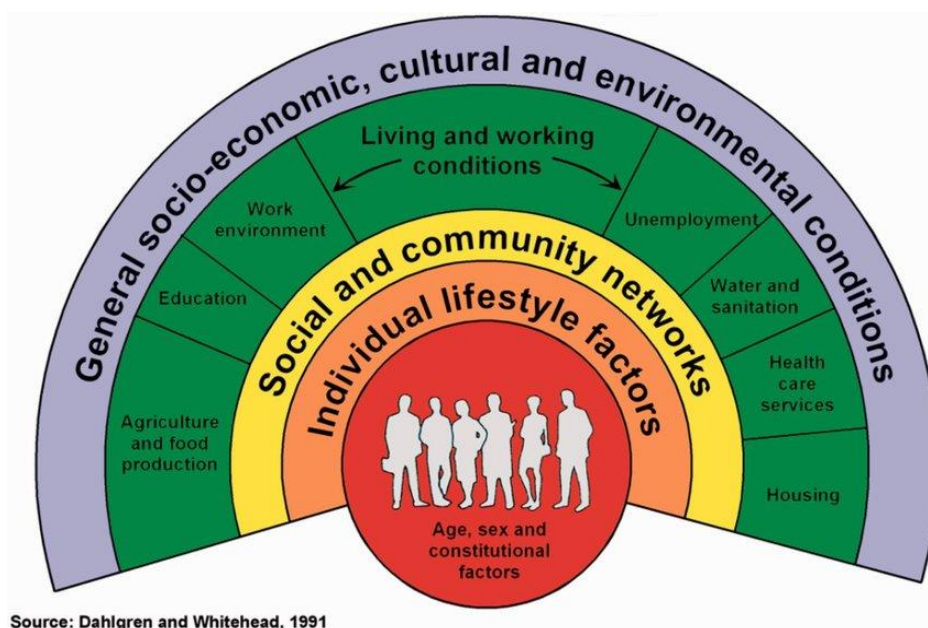 General socio-economic, cultural and environmental conditions
Living and working
conditions
Work
environment
Unemployment
Education
Water and
sanitation
Agriculture
and food
production
Health
care
services
Housing
Social and community networks
Individual lifestyle factors
Age, sex and
constitutional
factors
Source: Dahlgren and Whitehead, 1991